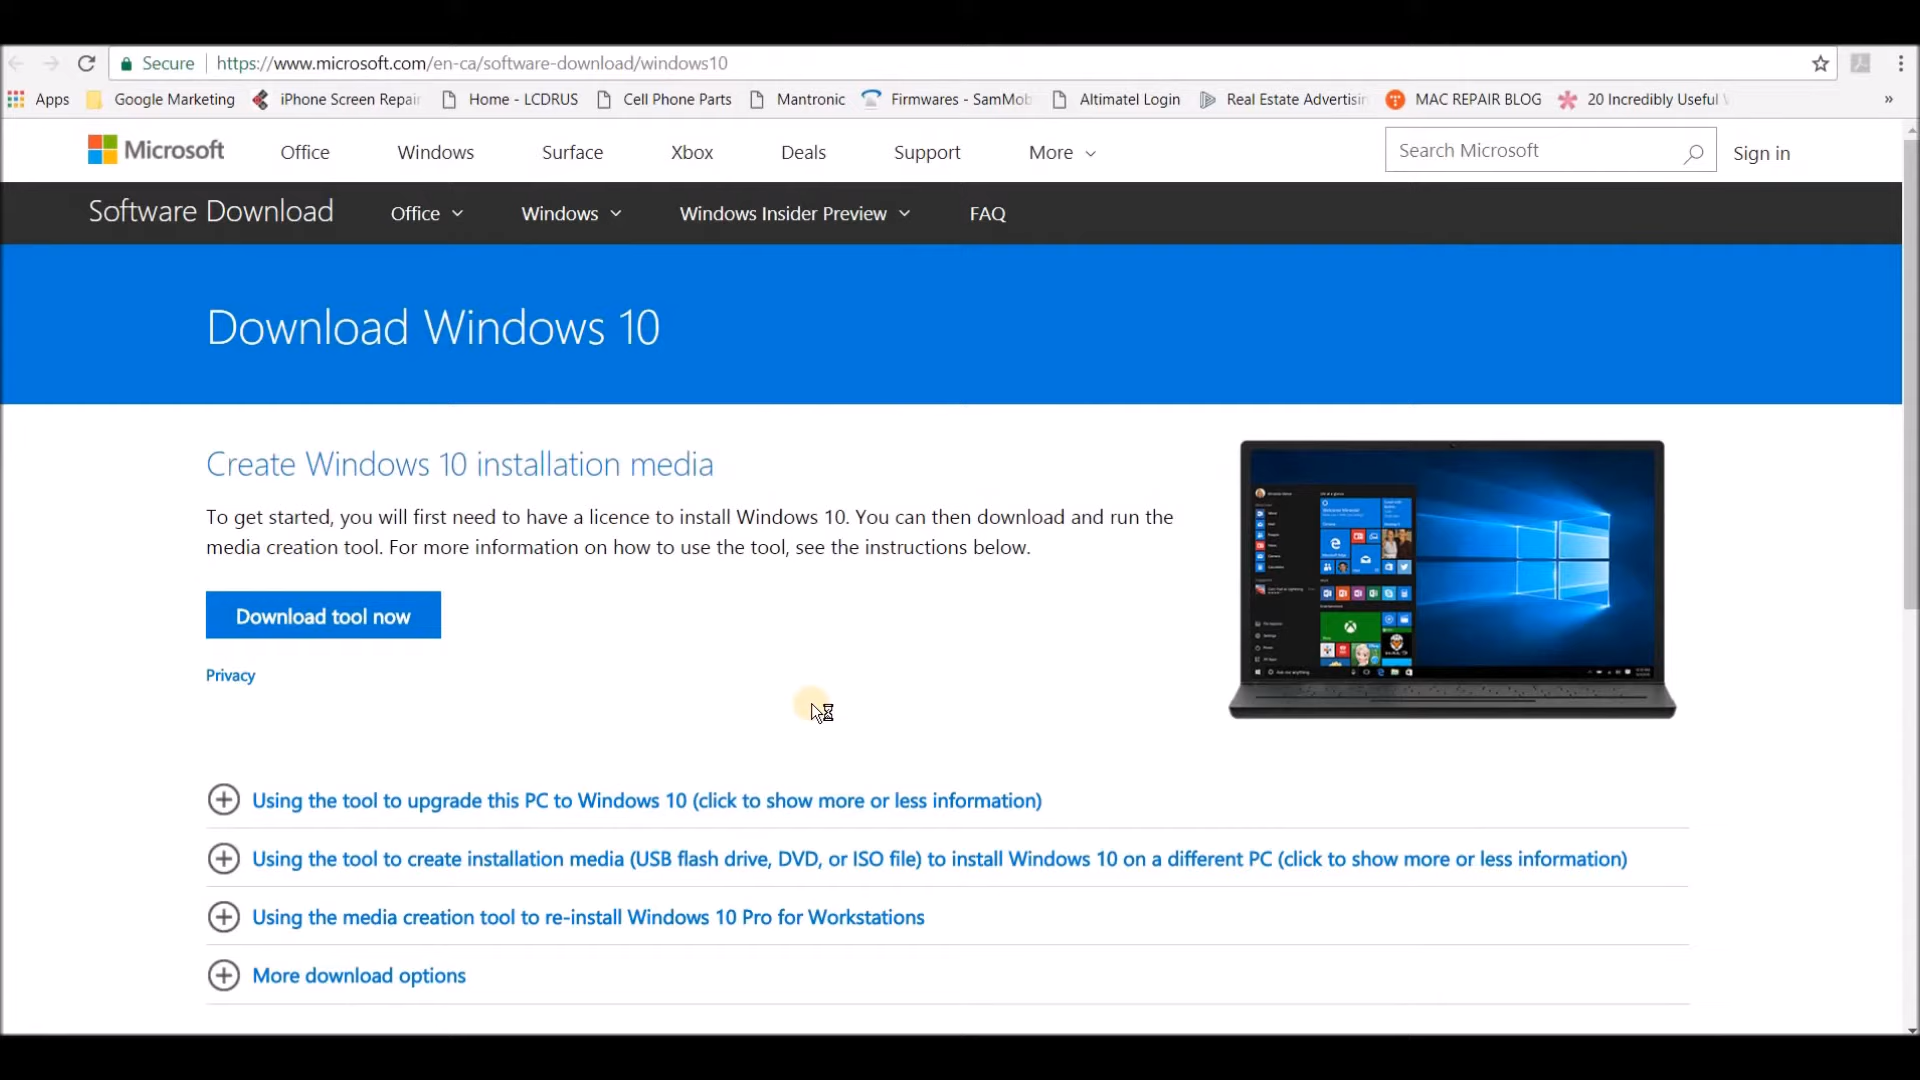 Secure https://www.microsoft.com/en-ca/software-download/windows10
Apps Google Marketing iPhone Screen Repair Home - LCDRUS Cell Phone Parts Mantronic Firmwares - SamMob Altimatel Login Real Estate Advertisin MAC REPAIR BLOG 20 Incredibly Useful »
Microsoft Office Windows Surface Xbox Deals Support More Search Microsoft Sign in
Software Download Office Windows Windows Insider Preview FAQ
Download Windows 10
Create Windows 10 installation media
To get started, you will first need to have a licence to install Windows 10. You can then download and run the
media creation tool. For more information on how to use the tool, see the instructions below.
Download tool now
Privacy
Using the tool to upgrade this PC to Windows 10 (click to show more or less information)
Using the tool to create installation media (USB flash drive, DVD, or ISO file) to install Windows 10 on a different PC (click to show more or less information)
Using the media creation tool to re-install Windows 10 Pro for Workstations
More download options